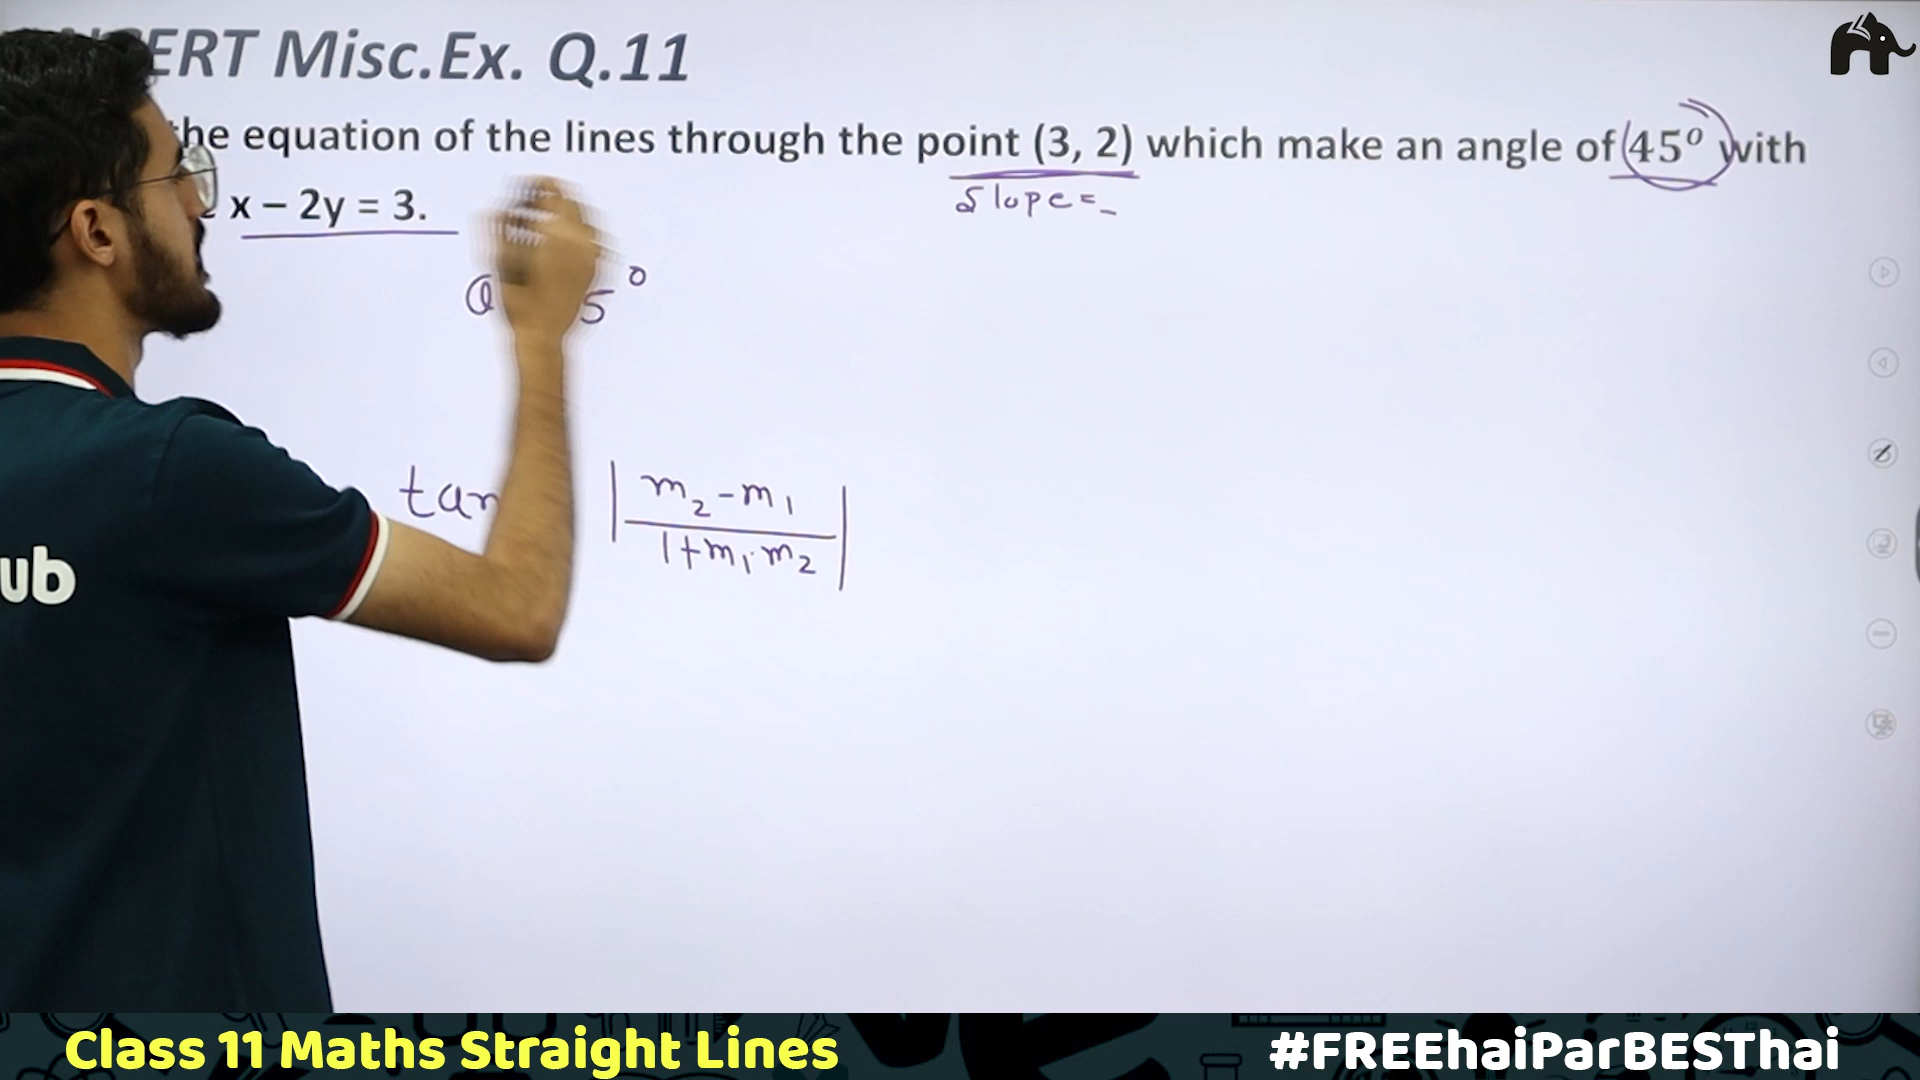 ERT Misc.Ex. Q.11
the equation of the lines through the point (3, 2) which make an angle of 45° with
x – 2y = 3.
Slope=-
5°
tan
|m₂-m₁
1+m₁.m₂|
ub
Class 11 Maths Straight Lines
#FREEhaiParBESThai